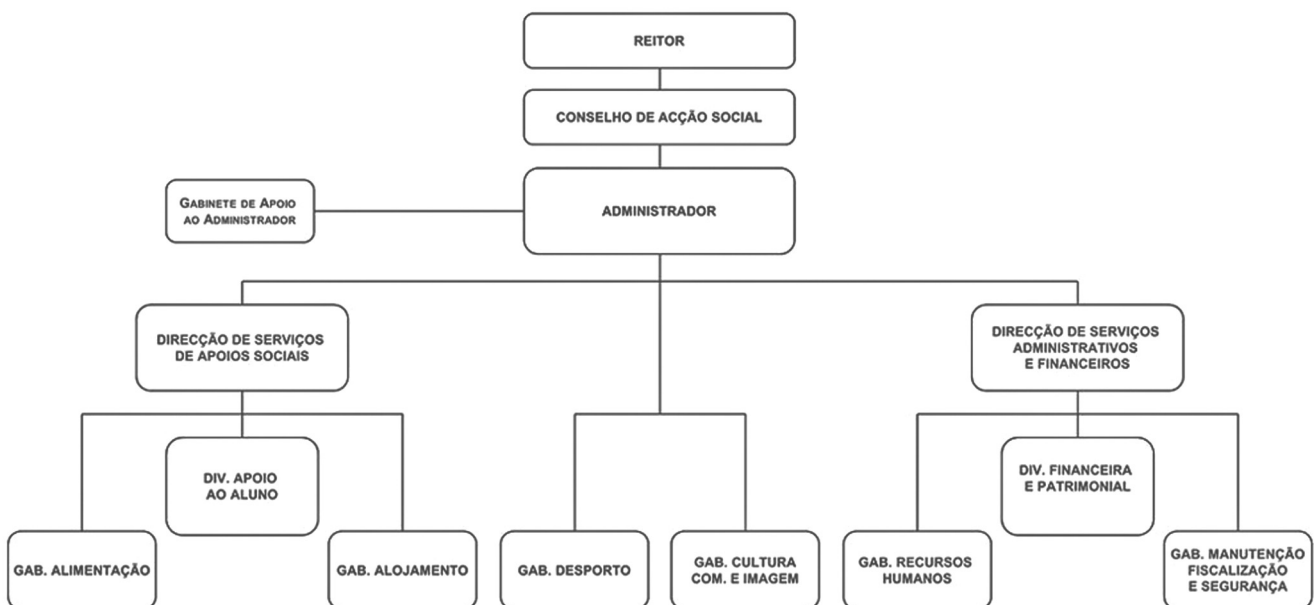 REITOR
CONSELHO DE ACÇÃO SOCIAL
GABINETE DE APOIO
AO ADMINISTRADOR
ADMINISTRADOR
DIRECÇÃO DE SERVIÇOS
DE APOIOS SOCIAIS
DIRECÇÃO DE SERVIÇOS
ADMINISTRATIVOS
E FINANCEIROS
DIV. APOIO
AO ALUNO
DIV. FINANCEIRA
E PATRIMONIAL
GAB. ALIMENTAÇÃO
GAB. ALOJAMENTO
GAB. DESPORTO
GAB. CULTURA
COM. E IMAGEM
GAB. RECURSOS
HUMANOS
GAB. MANUTENÇÃO
FISCALIZAÇÃO
E SEGURANÇA